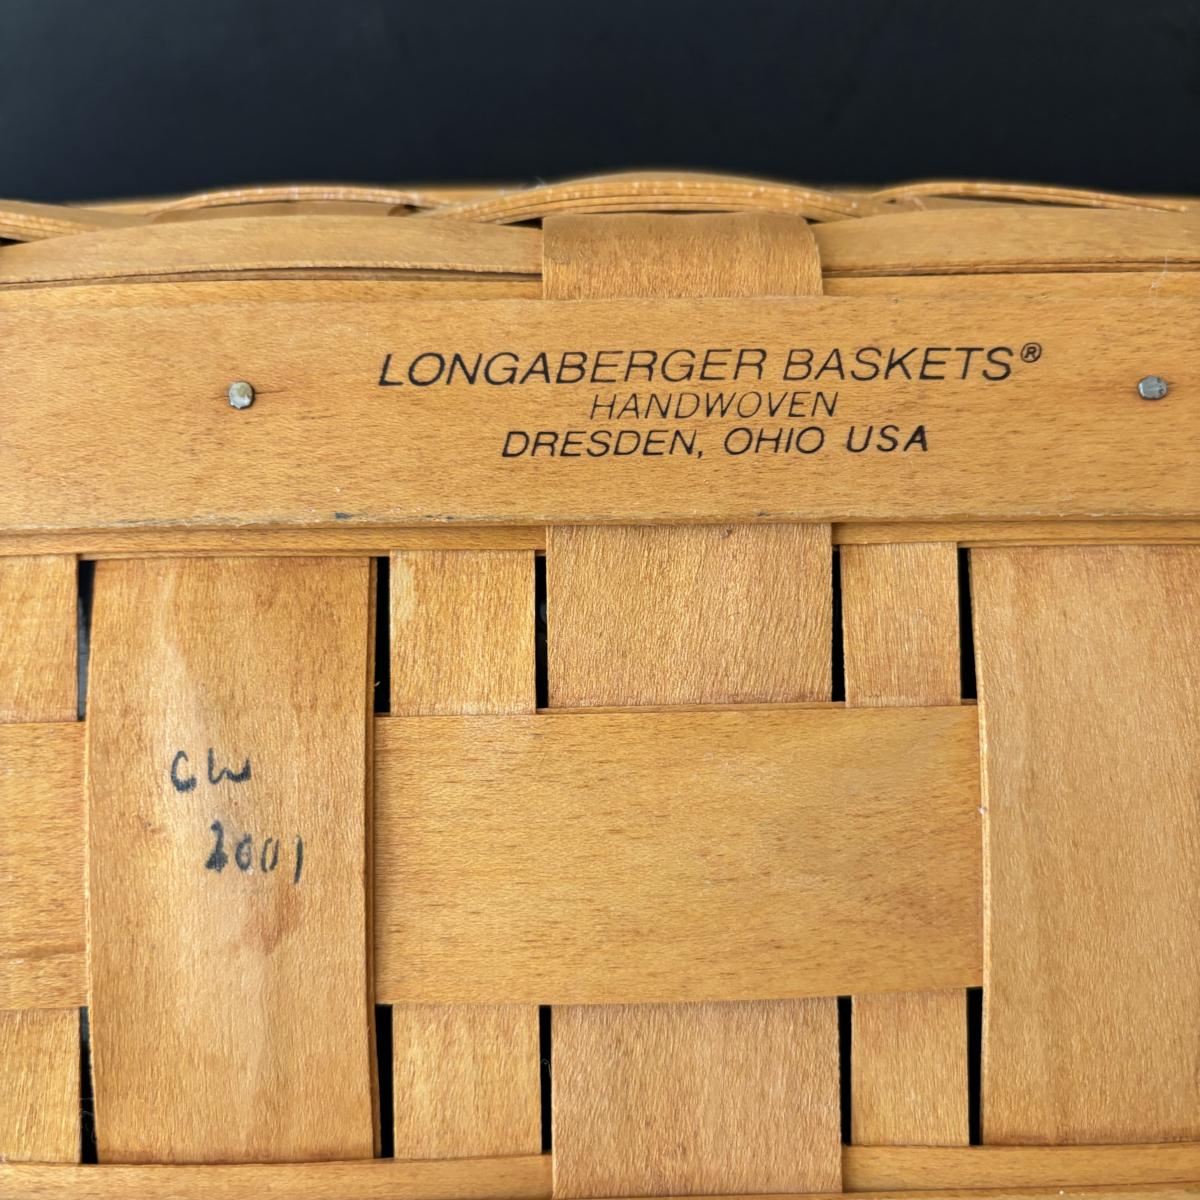 LONGABERGER BASKETS®
HANDWOVEN
DRESDEN, OHIO USA
CW
2001